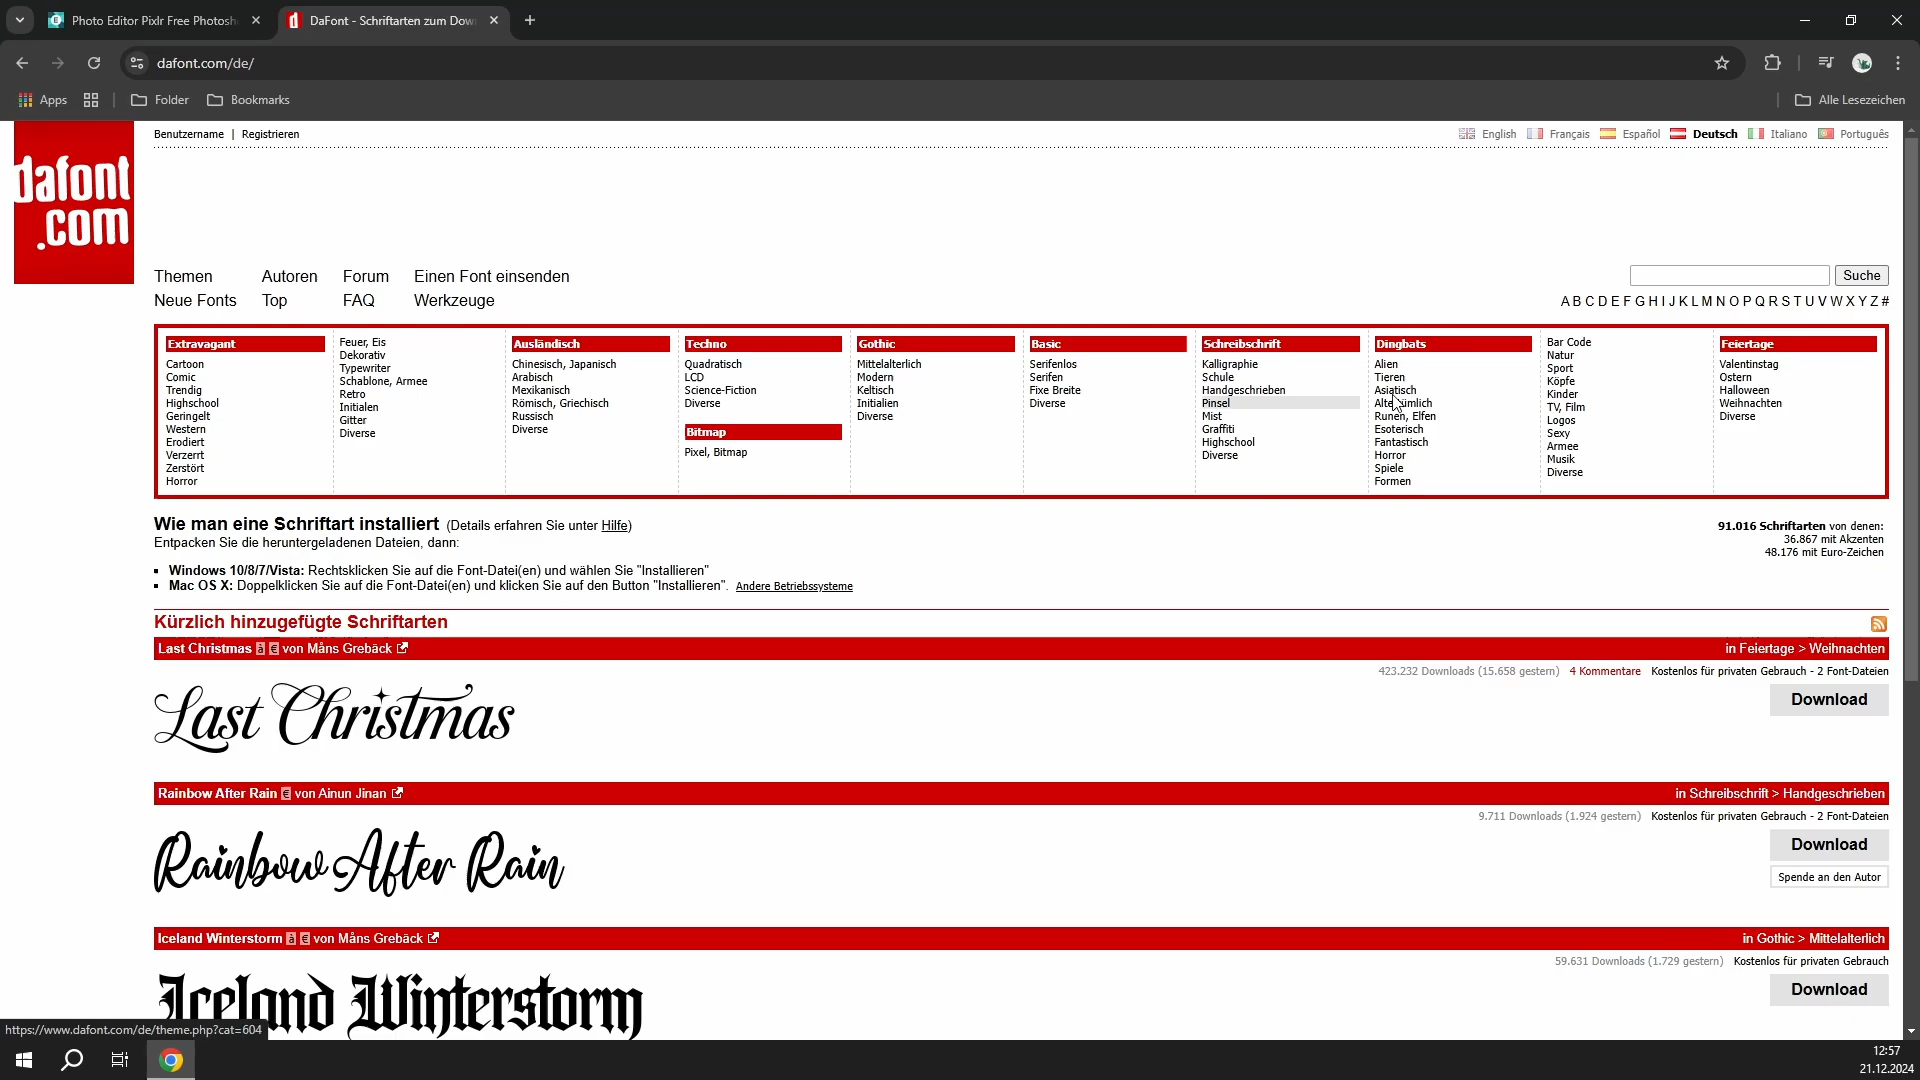 Photo Editor Pixlr Free Photosh
DaFont - Schriftarten zum Dow
dafont.com/de/
Apps
Folder
Bookmarks
Alle Lesezeichen
dafont
.com
Benutzername | Registrieren
English Français Español Deutsch Italiano Português
Themen Autoren Forum Einen Font einsenden
Neue Fonts Top FAQ Werkzeuge
Suche
A B C D E F G H I J K L M N O P Q R S T U V W X Y Z #
Extravagant
Cartoon
Comic
Trendig
Highschool
Geringelt
Western
Erodiert
Verzerrt
Zerstört
Horror
Feuer, Eis
Dekorativ
Typewriter
Schablone, Armee
Retro
Initialen
Gitter
Diverse
Ausländisch
Chinesisch, Japanisch
Arabisch
Mexikanisch
Römisch, Griechisch
Russisch
Diverse
Techno
Quadratisch
LCD
Science-Fiction
Diverse
Bitmap
Pixel, Bitmap
Gothic
Mittelalterlich
Modern
Keltisch
Initialen
Diverse
Basic
Serifenlos
Serifen
Fixe Breite
Diverse
Schreibschrift
Kalligraphie
Schule
Handgeschrieben
Pinsel
Mist
Graffiti
Highschool
Diverse
Dingbats
Alien
Tieren
Asiatisch
Altertümlich
Runen, Elfen
Esoterisch
Fantastisch
Horror
Spiele
Formen
Bar Code
Natur
Sport
Köpfe
Kinder
TV, Film
Logos
Sexy
Armee
Musik
Diverse
Feiertage
Valentinstag
Ostern
Halloween
Weihnachten
Diverse
Wie man eine Schriftart installiert (Details erfahren Sie unter Hilfe)
Entpacken Sie die heruntergeladenen Dateien, dann:
Windows 10/8/7/Vista: Rechtsklicken Sie auf die Font-Datei(en) und wählen Sie "Installieren"
Mac OS X: Doppelklicken Sie auf die Font-Datei(en) und klicken Sie auf den Button "Installieren". Andere Betriebssysteme
91.016 Schriftarten von denen:
36.867 mit Akzenten
48.176 mit Euro-Zeichen
Kürzlich hinzugefügte Schriftarten
Last Christmas à € von Måns Grebäck in Feiertage > Weihnachten
423.232 Downloads (15.658 gestern) 4 Kommentare Kostenlos für privaten Gebrauch - 2 Font-Dateien
Last Christmas
Download
Rainbow After Rain € von Ainun Jinan in Schreibschrift > Handgeschrieben
9.711 Downloads (1.924 gestern) Kostenlos für privaten Gebrauch - 2 Font-Dateien
Rainbow After Rain
Download
Spende an den Autor
Iceland Winterstorm à € von Måns Grebäck in Gothic > Mittelalterlich
59.631 Downloads (1.729 gestern) Kostenlos für privaten Gebrauch
Iceland Winterstorm
Download
https://www.dafont.com/de/theme.php?cat=604
12:57
21.12.2024